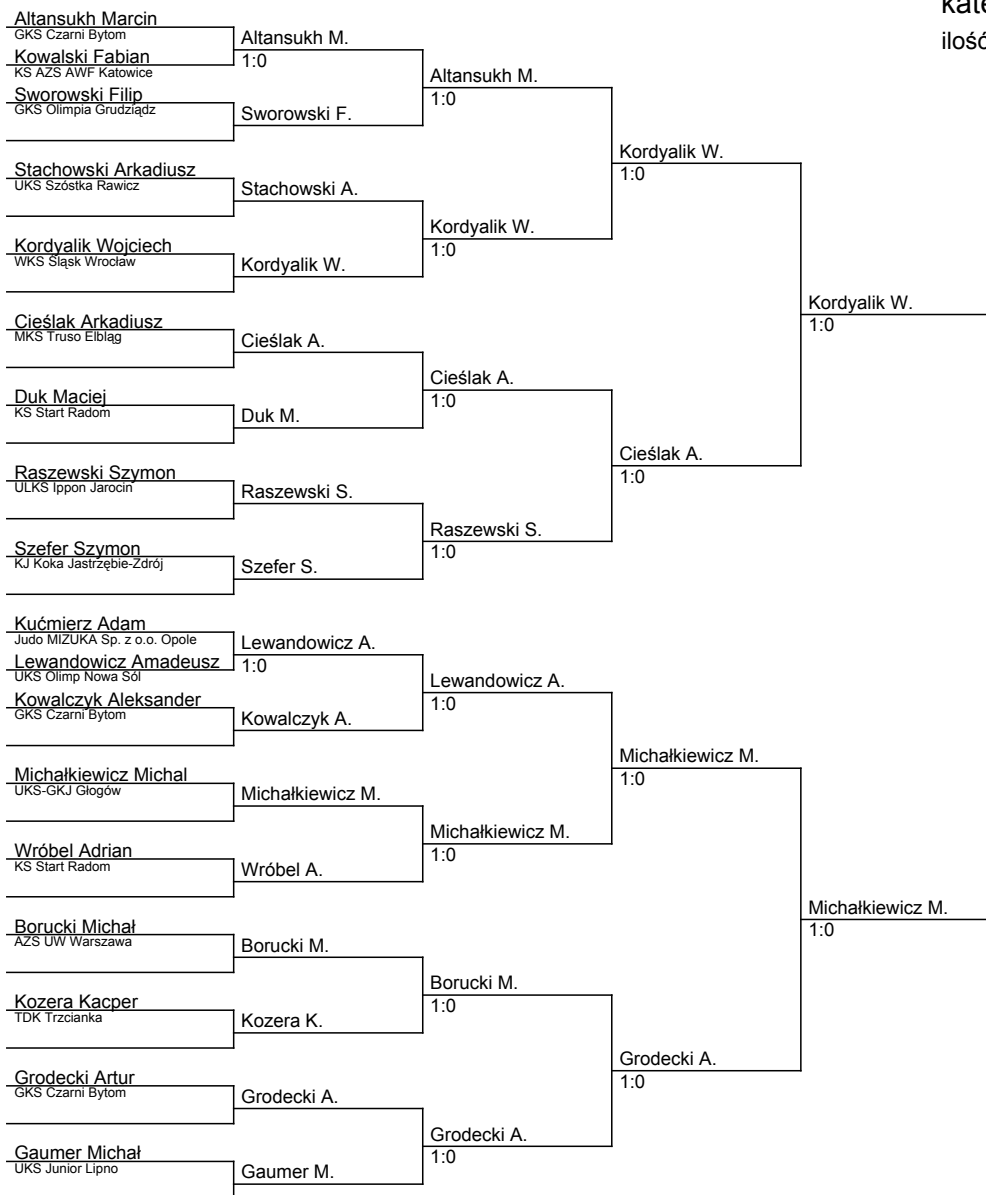 kate
ilość
Altansukh Marcin
GKS Czarni Bytom
Kowalski Fabian
KS AZS AWF Katowice
Sworowski Filip
GKS Olimpia Grudziądz
Stachowski Arkadiusz
UKS Szóstka Rawicz
Kordyalik Wojciech
WKS Śląsk Wrocław
Cieślak Arkadiusz
MKS Truso Elbląg
Duk Maciej
KS Start Radom
Raszewski Szymon
ULKS Ippon Jarocin
Szefer Szymon
KJ Koka Jastrzębie-Zdrój
Kućmierz Adam
Judo MIZUKA Sp. z o.o. Opole
Lewandowicz Amadeusz
UKS Olimp Nowa Sól
Kowalczyk Aleksander
GKS Czarni Bytom
Michałkiewicz Michal
UKS-GKJ Głogów
Wróbel Adrian
KS Start Radom
Borucki Michał
AZS UW Warszawa
Kozera Kacper
TDK Trzcianka
Grodecki Artur
GKS Czarni Bytom
Gaumer Michał
UKS Junior Lipno
Altansukh M.
1:0
Sworowski F.
Stachowski A.
Kordyalik W.
Cieślak A.
Duk M.
Raszewski S.
Szefer S.
Lewandowicz A.
1:0
Kowalczyk A.
Michałkiewicz M.
Wróbel A.
Borucki M.
Kozera K.
Grodecki A.
Gaumer M.
Altansukh M.
1:0
Kordyalik W.
1:0
Cieślak A.
1:0
Raszewski S.
1:0
Lewandowicz A.
1:0
Michałkiewicz M.
1:0
Borucki M.
1:0
Grodecki A.
1:0
Kordyalik W.
1:0
Cieślak A.
1:0
Michałkiewicz M.
1:0
Grodecki A.
1:0
Kordyalik W.
1:0
Michałkiewicz M.
1:0